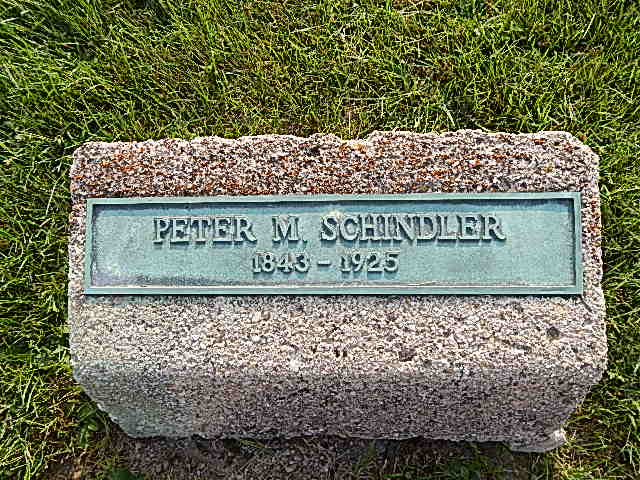 PETER M. SCHINDLER
1843 - 1925